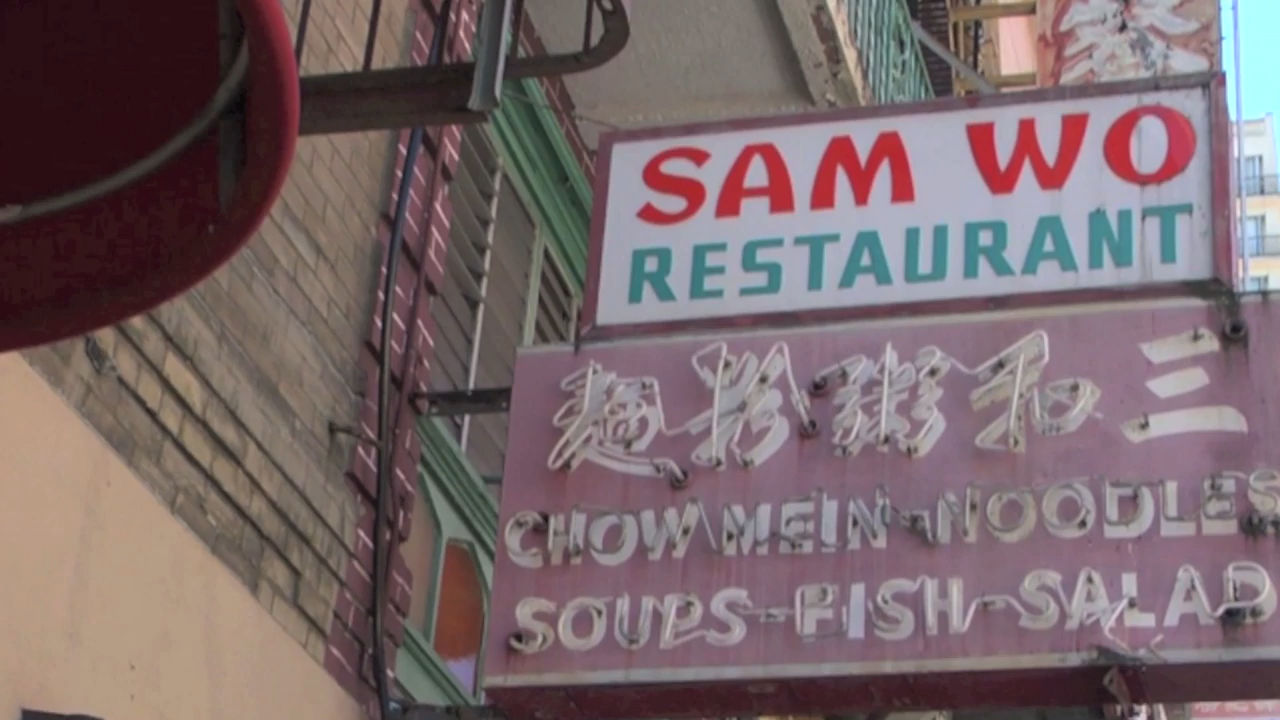 SAM WO
RESTAURANT
三和粥粉麵
CHOW MEIN-NOODLES
SOUPS-FISH-SALAD